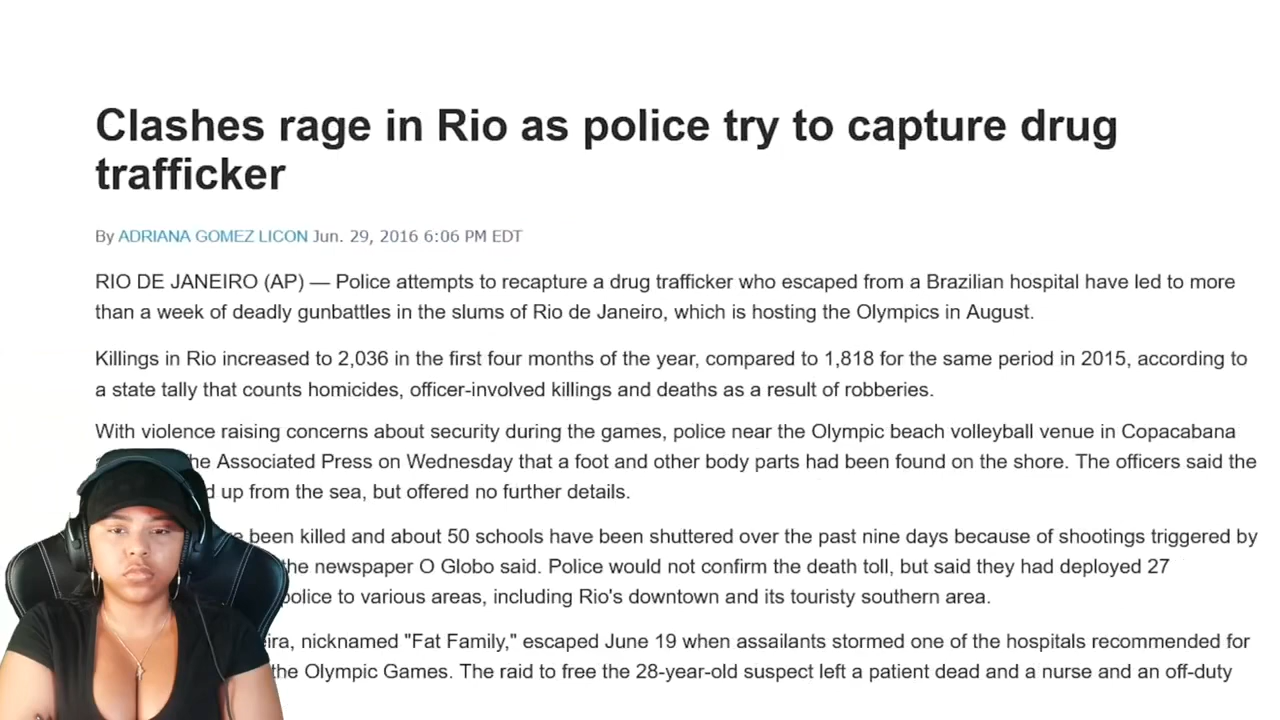 Clashes rage in Rio as police try to capture drug
trafficker
By ADRIANA GOMEZ LICON Jun. 29, 2016 6:06 PM EDT
RIO DE JANEIRO (AP) — Police attempts to recapture a drug trafficker who escaped from a Brazilian hospital have led to more
than a week of deadly gunbattles in the slums of Rio de Janeiro, which is hosting the Olympics in August.
Killings in Rio increased to 2,036 in the first four months of the year, compared to 1,818 for the same period in 2015, according to
a state tally that counts homicides, officer-involved killings and deaths as a result of robberies.
With violence raising concerns about security during the games, police near the Olympic beach volleyball venue in Copacabana
Associated Press on Wednesday that a foot and other body parts had been found on the shore. The officers said the
up from the sea, but offered no further details.
been killed and about 50 schools have been shuttered over the past nine days because of shootings triggered by
the newspaper O Globo said. Police would not confirm the death toll, but said they had deployed 27
police to various areas, including Rio's downtown and its touristy southern area.
nicknamed "Fat Family," escaped June 19 when assailants stormed one of the hospitals recommended for
the Olympic Games. The raid to free the 28-year-old suspect left a patient dead and a nurse and an off-duty